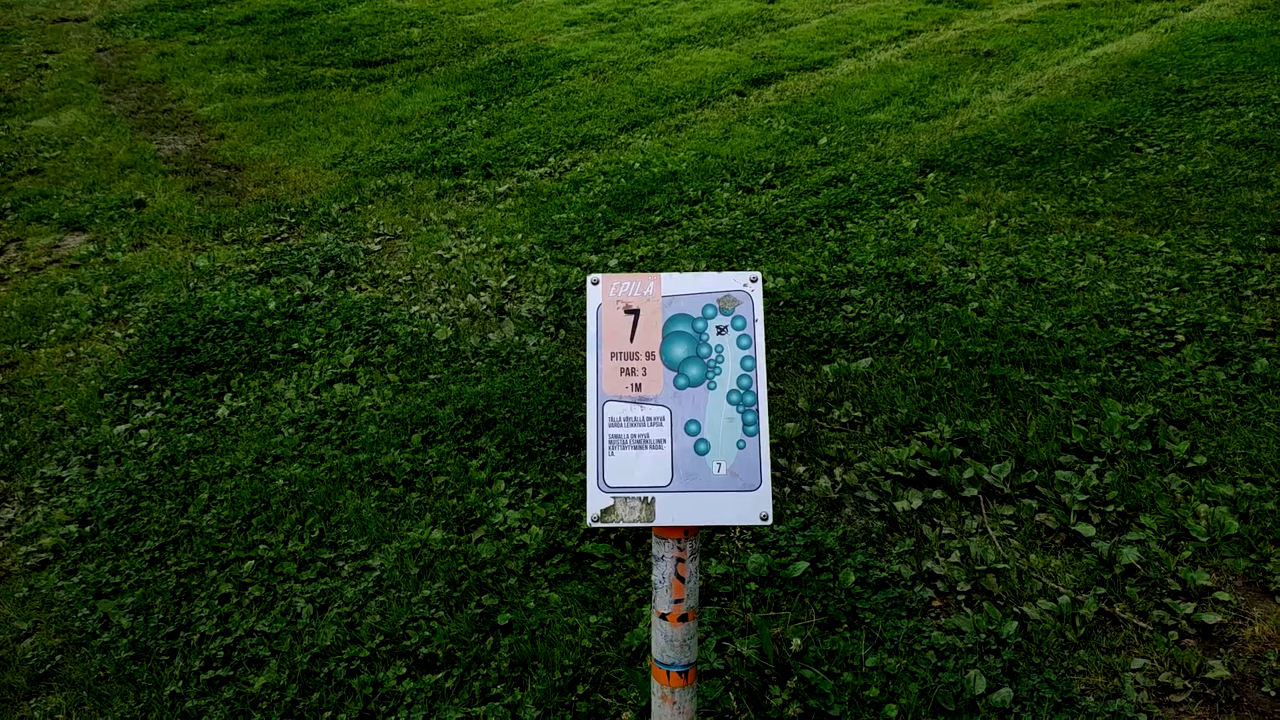 EPILÄ
7
PITUUS: 95
PAR: 3
-1M
TÄLLÄ VÄYLÄLLÄ ON HYVÄ
VAROA LEIKKIVIÄ LAPSIA.
SAMALLA ON HYVÄ
MUISTAA ESIMERKILLINEN
KÄYTTÄYTYMINEN RADAL-
LA.
7